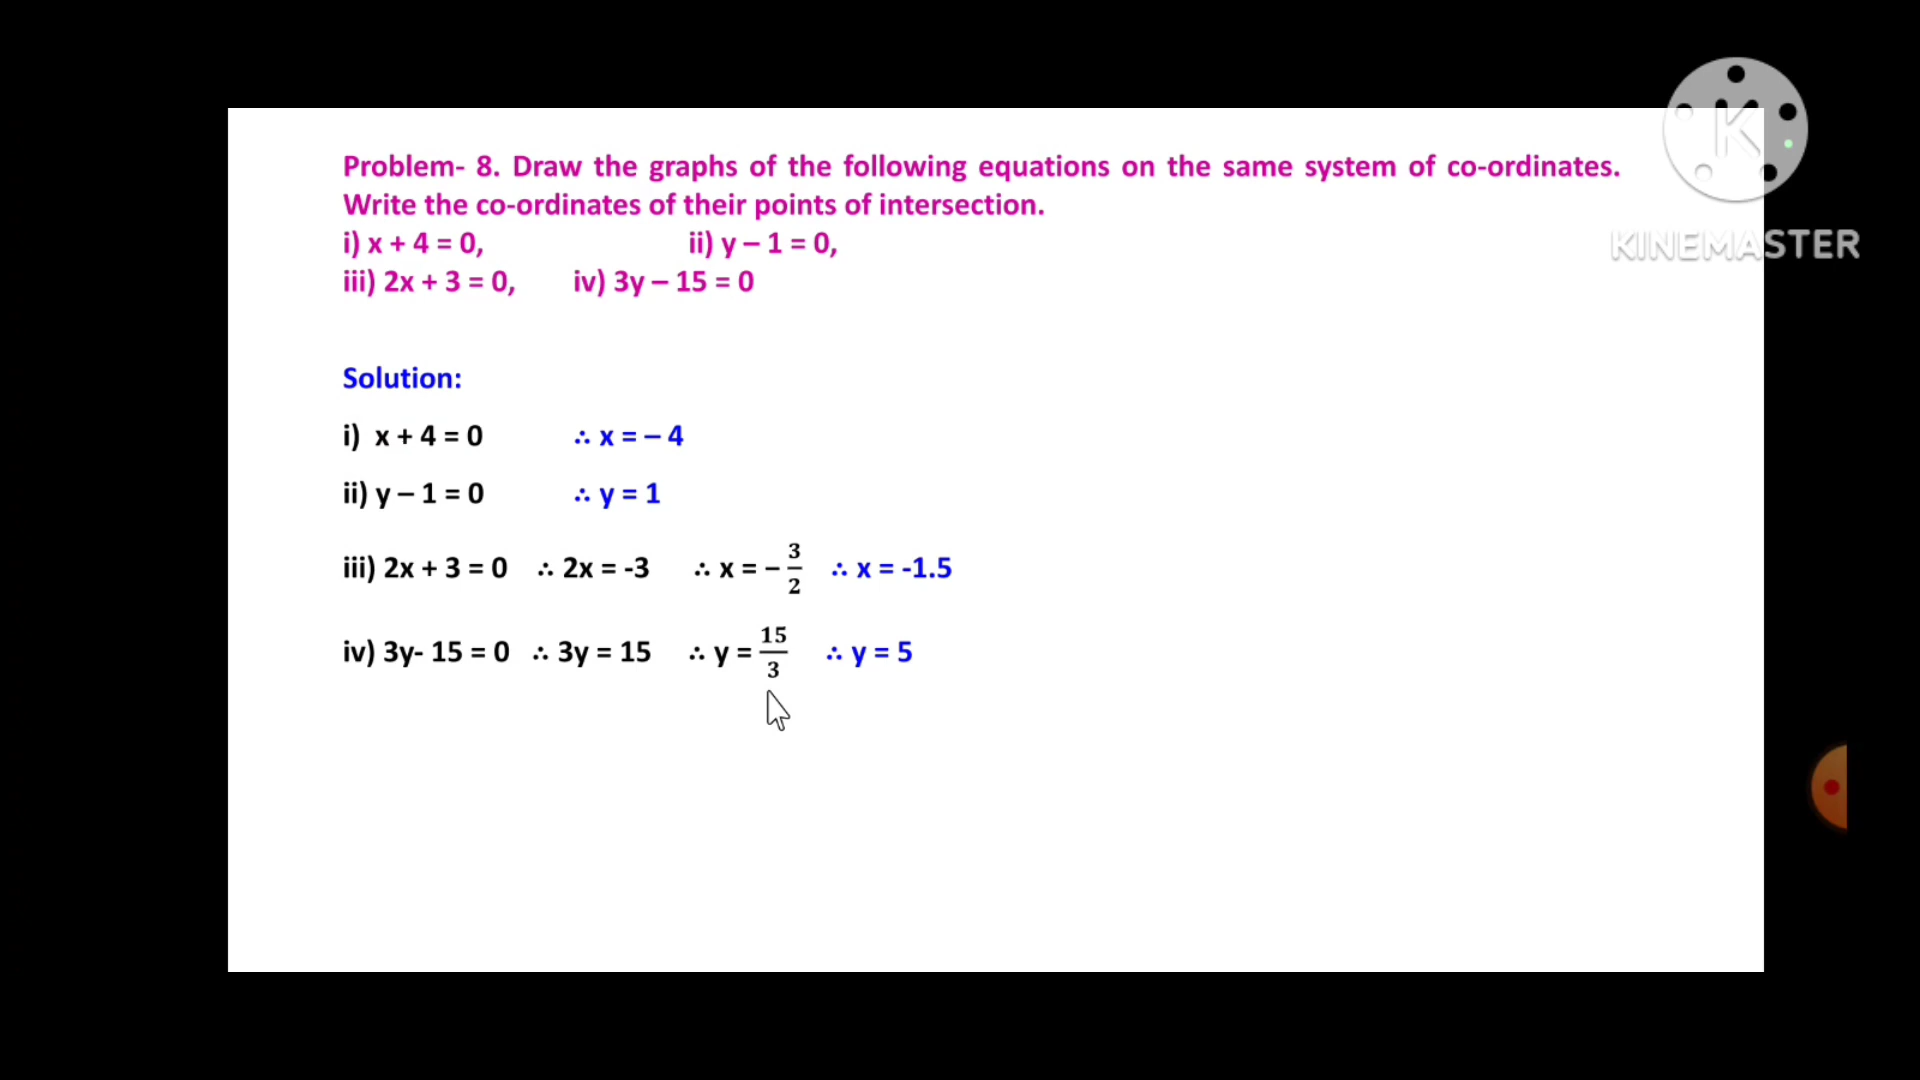 Problem- 8. Draw the graphs of the following equations on the same system of co-ordinates.
Write the co-ordinates of their points of intersection.
i) x + 4 = 0, ii) y – 1 = 0,
iii) 2x + 3 = 0, iv) 3y – 15 = 0
KINEMASTER
Solution:
i) x + 4 = 0 ∴ x = – 4
ii) y – 1 = 0 ∴ y = 1
iii) 2x + 3 = 0 ∴ 2x = -3 ∴ x = – 3/2 ∴ x = -1.5
iv) 3y- 15 = 0 ∴ 3y = 15 ∴ y = 15/3 ∴ y = 5